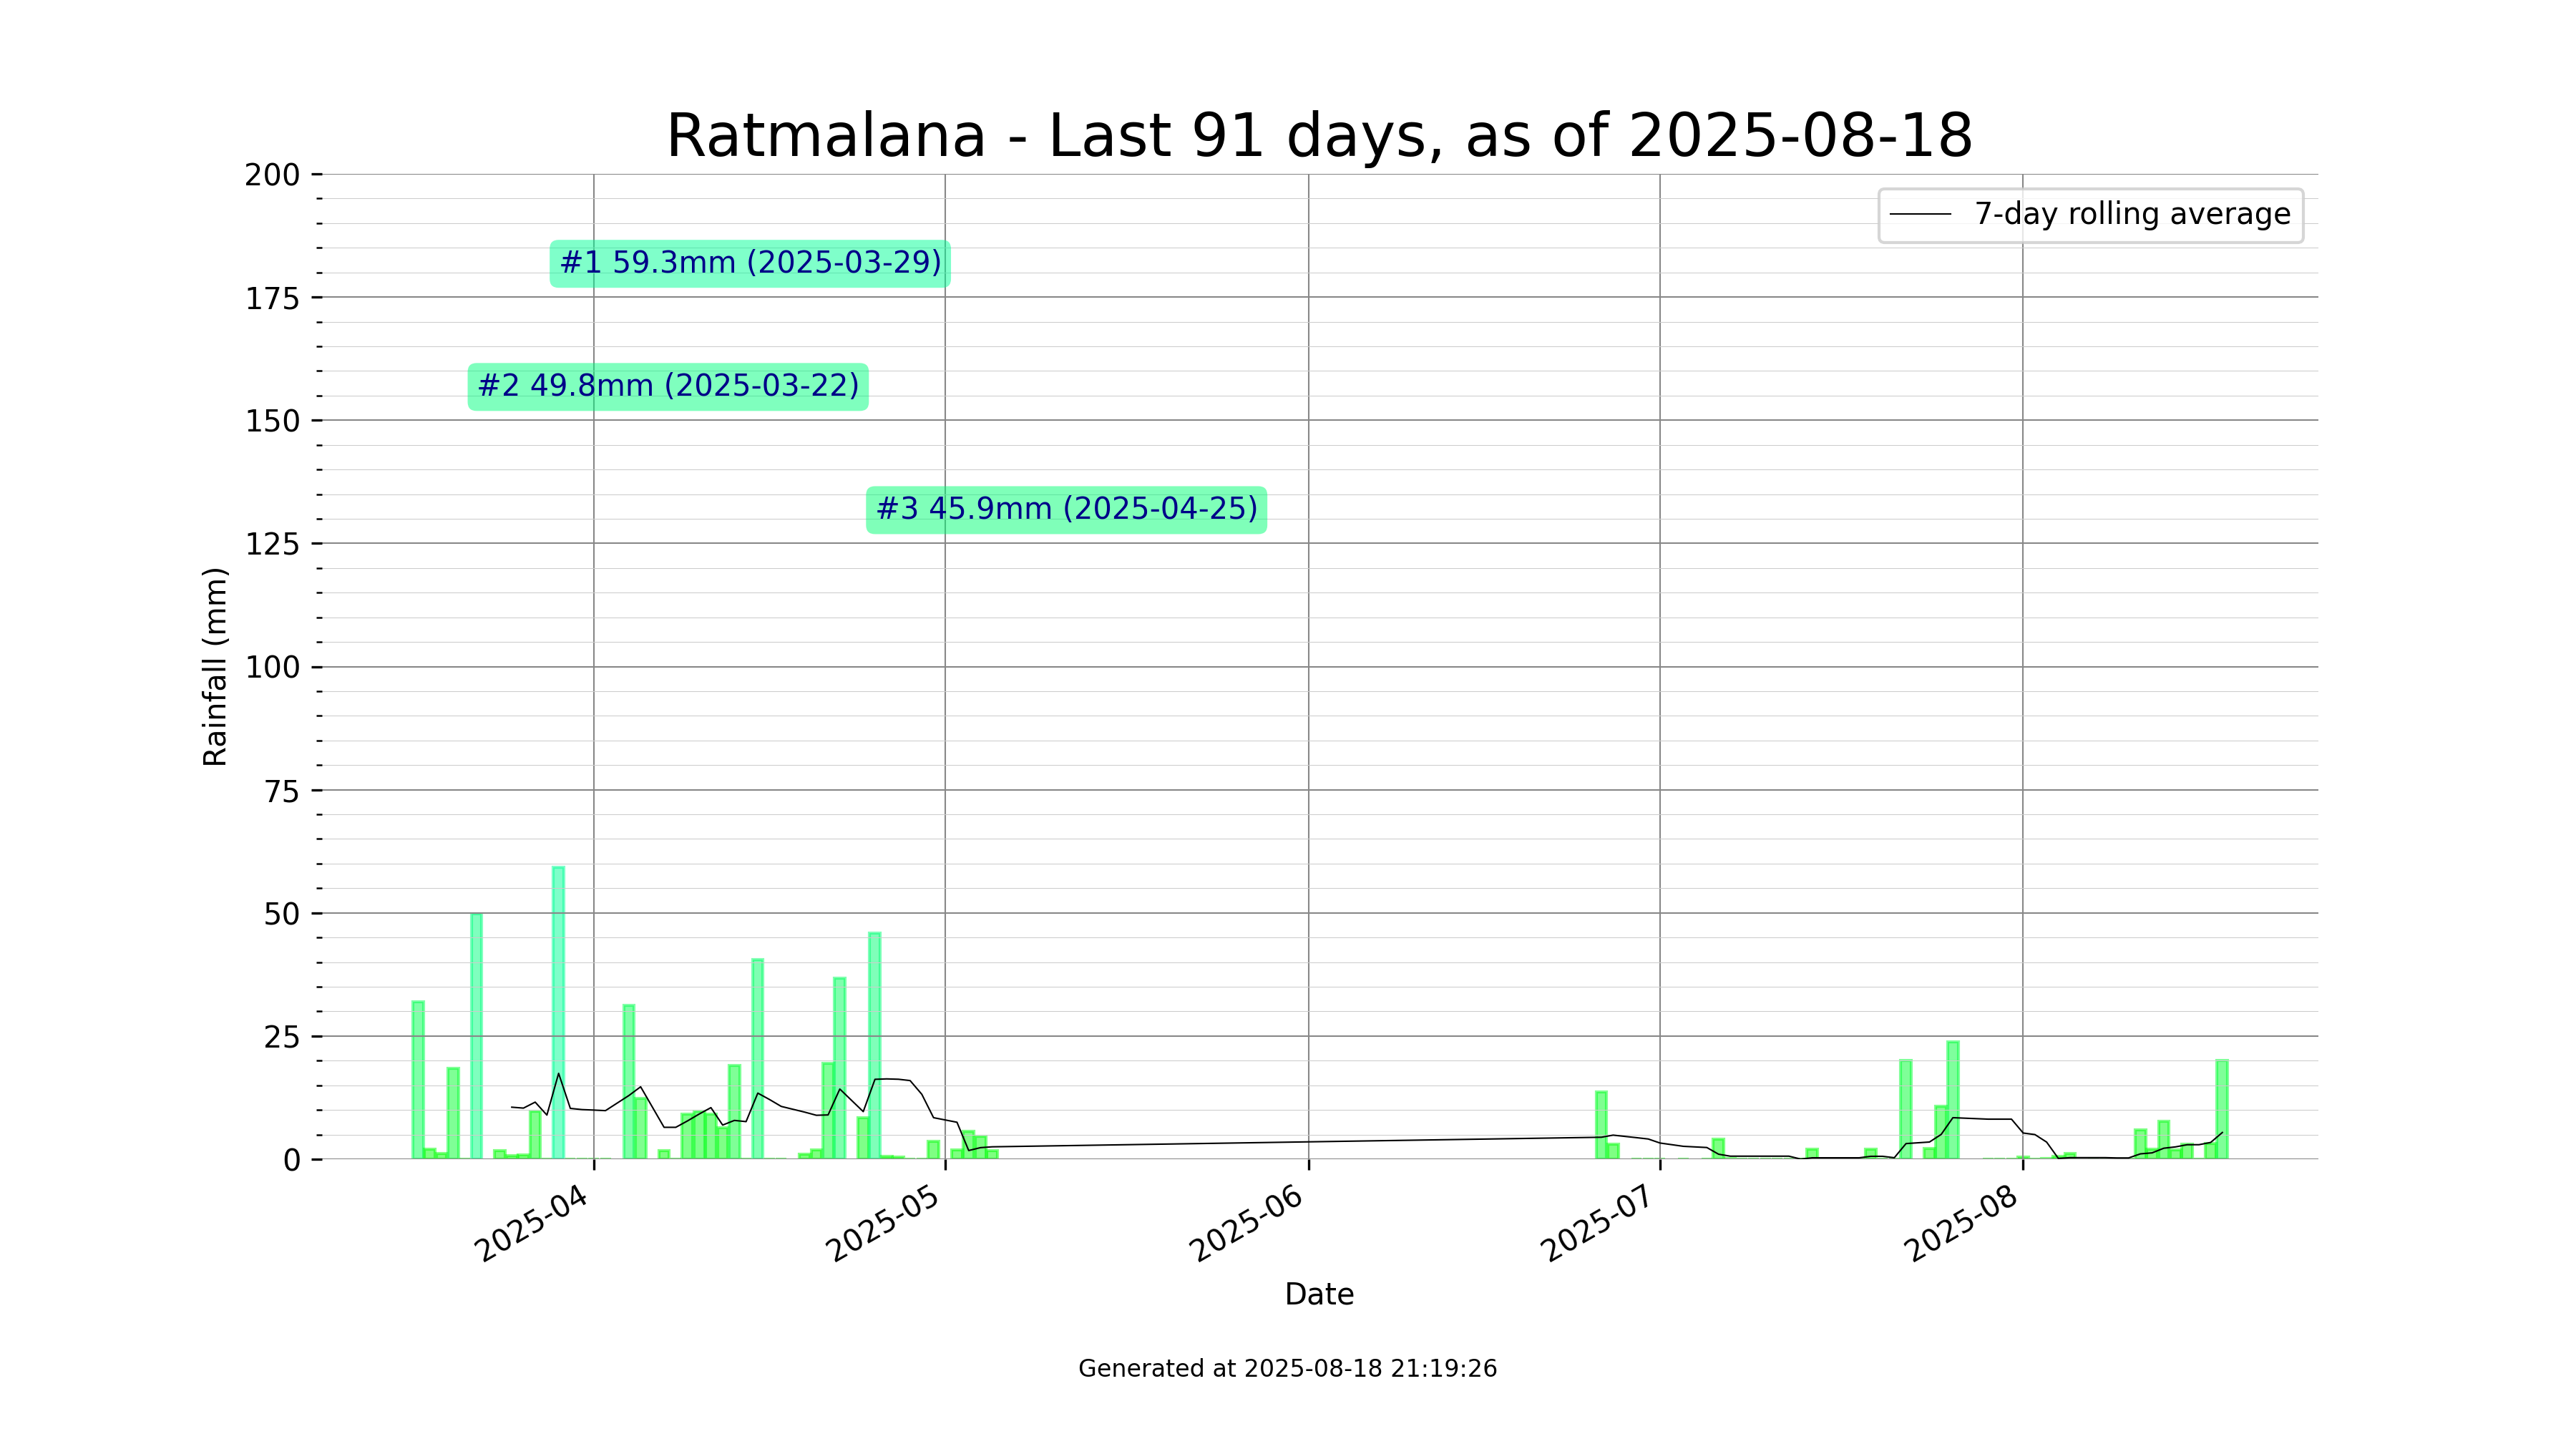 Ratmalana - Last 91 days, as of 2025-08-18
200
175
150
125
100
75
50
25
0
Rainfall (mm)
7-day rolling average
#1 59.3mm (2025-03-29)
#2 49.8mm (2025-03-22)
#3 45.9mm (2025-04-25)
2025-04
2025-05
2025-06
2025-07
2025-08
Date
Generated at 2025-08-18 21:19:26